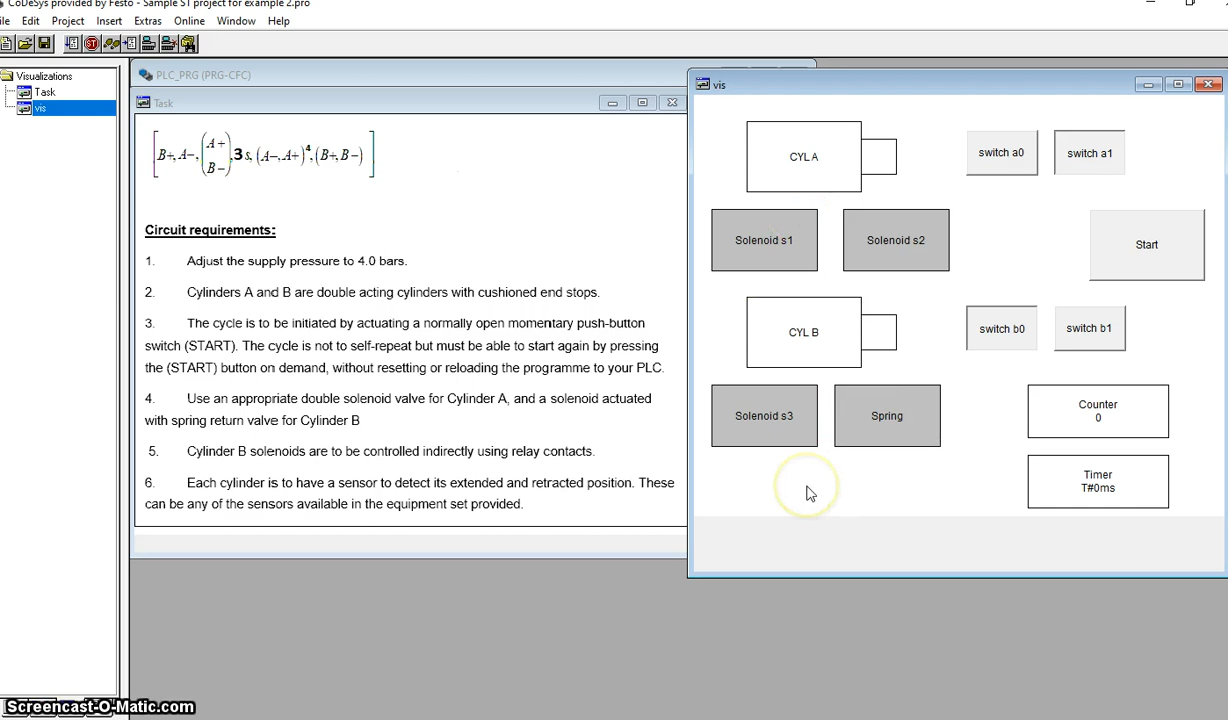 CoDeSys provided by Festo - Sample ST project for example 2.pro
ile Edit Project Insert Extras Online Window Help
Visualizations
Task
vis
PLC_PRG (PRG-CFC)
Task
[B+, A-, (A+ B-), 3 s, (A-, A+)^4, (B+, B-)]
Circuit requirements:
1. Adjust the supply pressure to 4.0 bars.
2. Cylinders A and B are double acting cylinders with cushioned end stops.
3. The cycle is to be initiated by actuating a normally open momentary push-button
switch (START). The cycle is not to self-repeat but must be able to start again by pressing
the (START) button on demand, without resetting or reloading the programme to your PLC.
4. Use an appropriate double solenoid valve for Cylinder A, and a solenoid actuated
with spring return valve for Cylinder B
5. Cylinder B solenoids are to be controlled indirectly using relay contacts.
6. Each cylinder is to have a sensor to detect its extended and retracted position. These
can be any of the sensors available in the equipment set provided.
vis
CYL A
switch a0
switch a1
Solenoid s1
Solenoid s2
Start
CYL B
switch b0
switch b1
Solenoid s3
Spring
Counter
0
Timer
T#0ms
Screencast-O-Matic.com